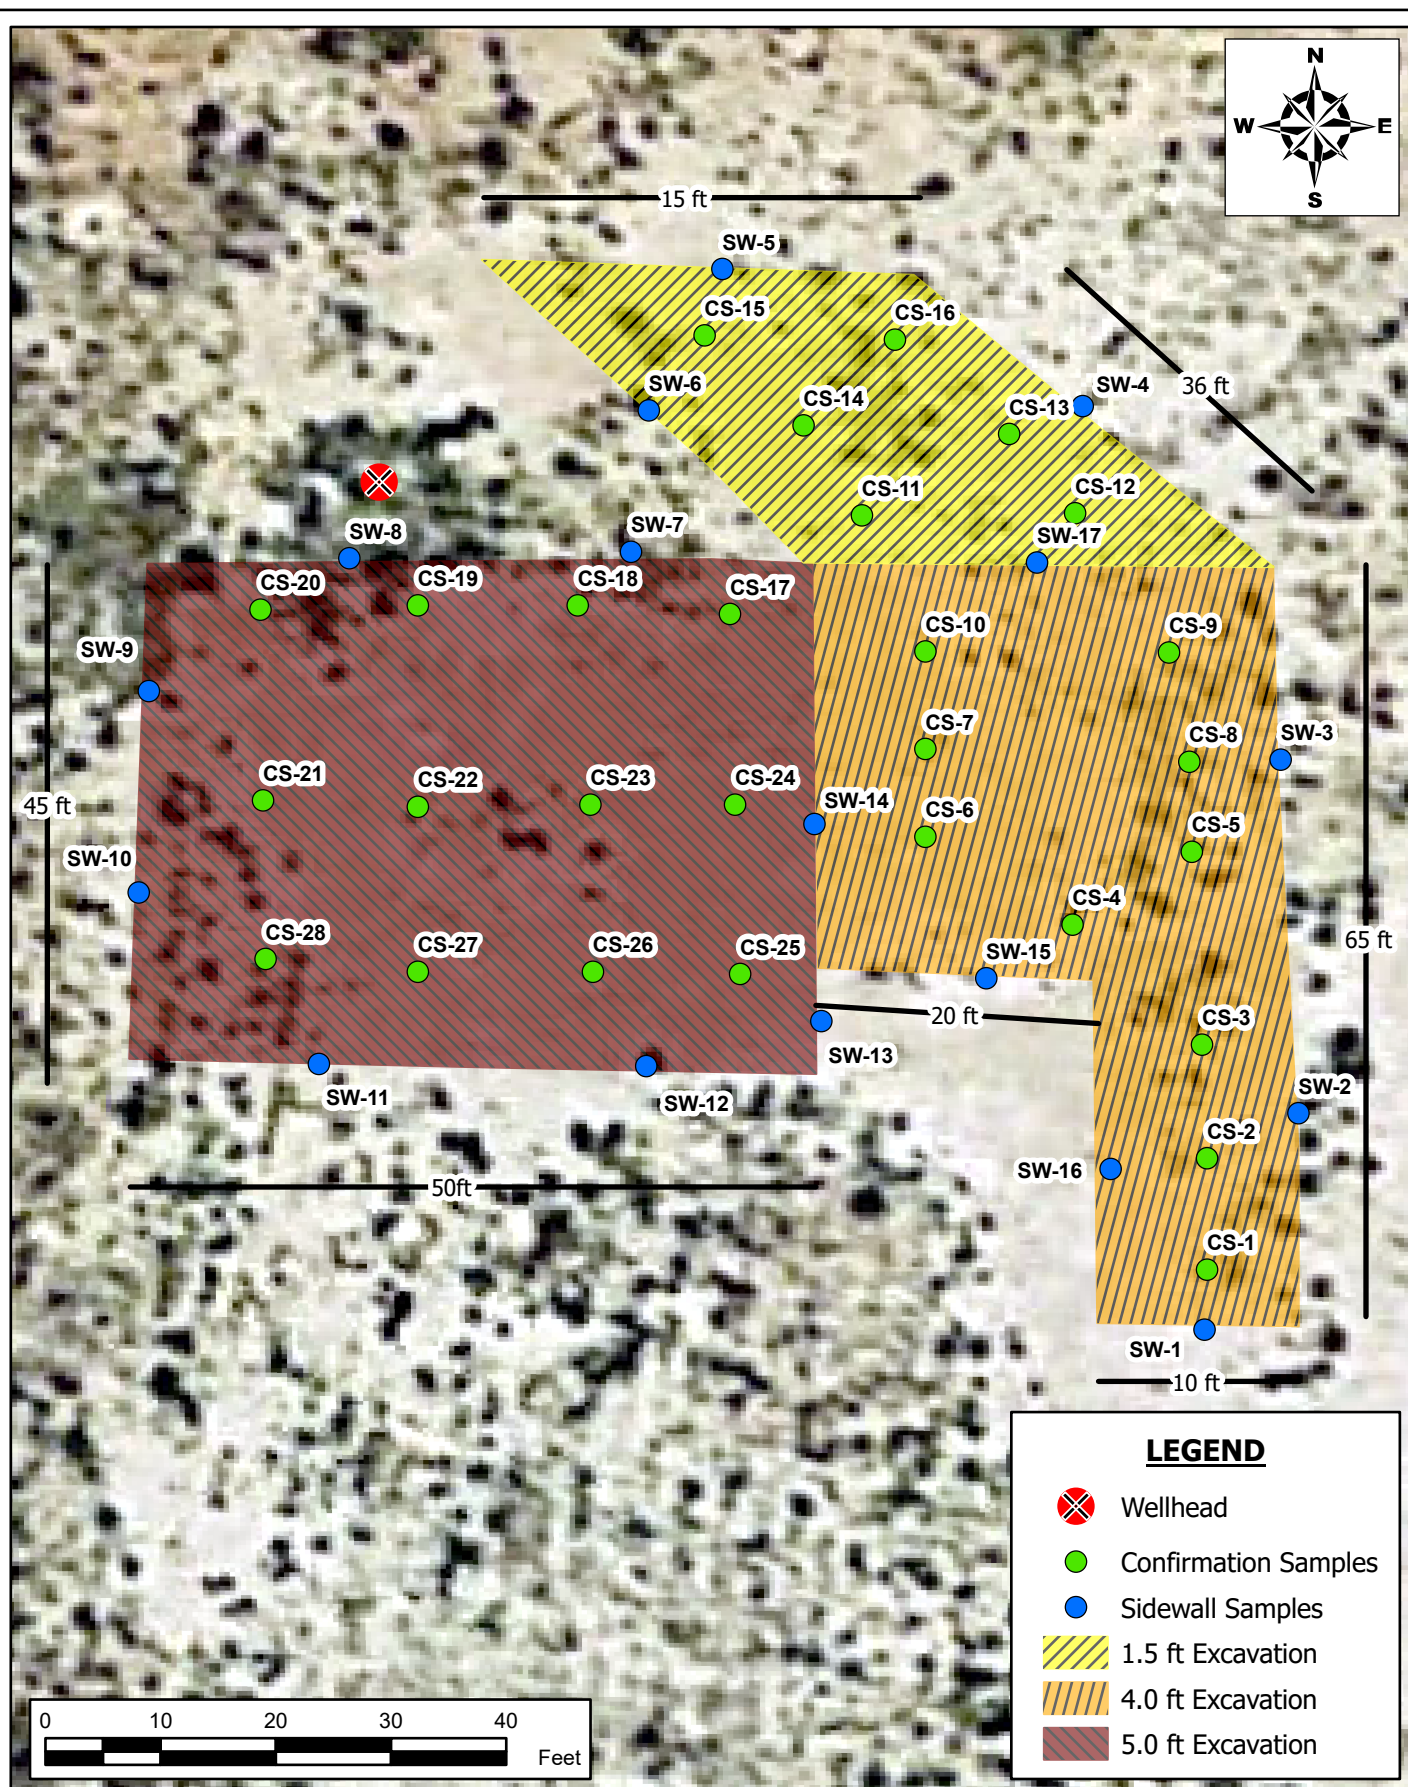 N
W E
S
15 ft
SW-5
CS-15
CS-16
36 ft
SW-6
SW-4
CS-14
CS-13
CS-11
CS-12
SW-7
SW-8
SW-17
CS-20
CS-19
CS-18
CS-17
CS-10
CS-9
SW-9
CS-7
CS-8
SW-3
CS-21
CS-22
CS-23
CS-24
SW-14
45 ft
CS-6
CS-5
SW-10
CS-4
CS-28
CS-27
CS-26
CS-25
SW-15
65 ft
20 ft
CS-3
SW-13
SW-11
SW-12
SW-2
CS-2
SW-16
50ft
CS-1
SW-1
10 ft
LEGEND
Wellhead
Confirmation Samples
Sidewall Samples
1.5 ft Excavation
4.0 ft Excavation
5.0 ft Excavation
0 10 20 30 40
Feet